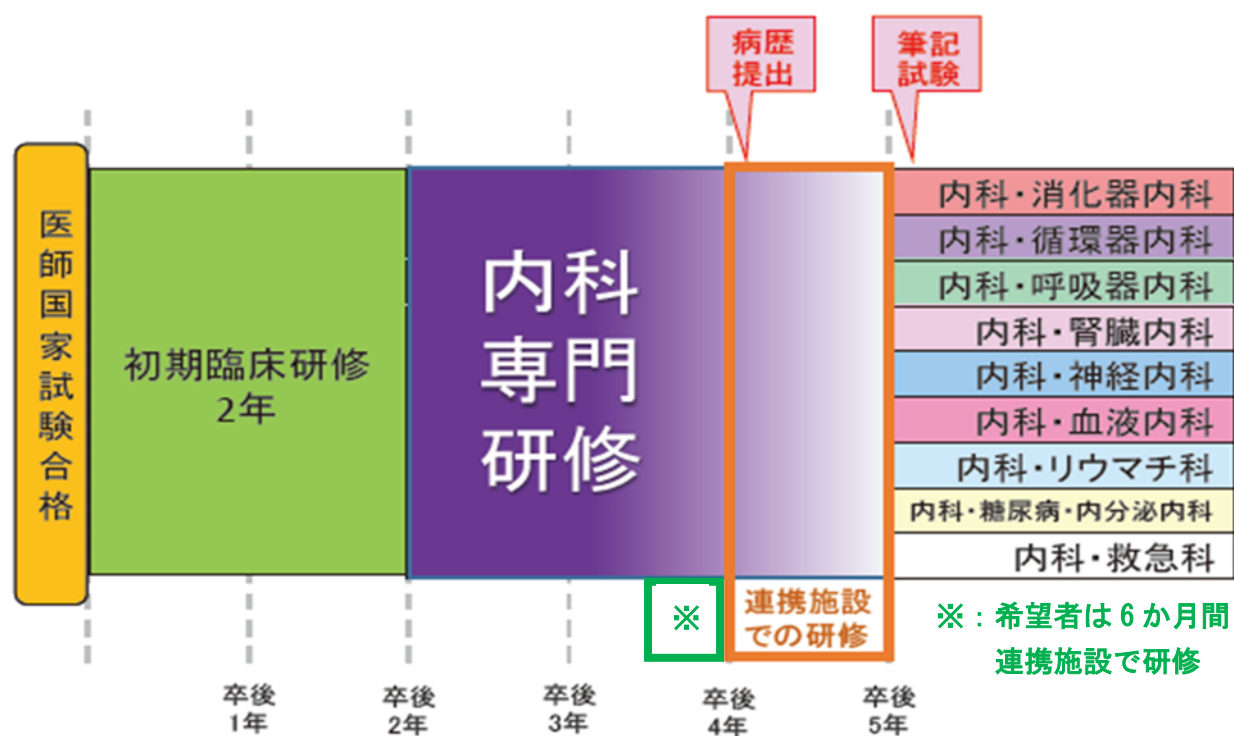 病歴
提出
筆記
試験
医師国家試験合格
初期臨床研修
2年
内科
専門
研修
内科・消化器内科
内科・循環器内科
内科・呼吸器内科
内科・腎臓内科
内科・神経内科
内科・血液内科
内科・リウマチ科
内科・糖尿病・内分泌内科
内科・救急科
※
連携施設
での研修
※：希望者は6か月間
連携施設で研修
卒後
1年
卒後
2年
卒後
3年
卒後
4年
卒後
5年